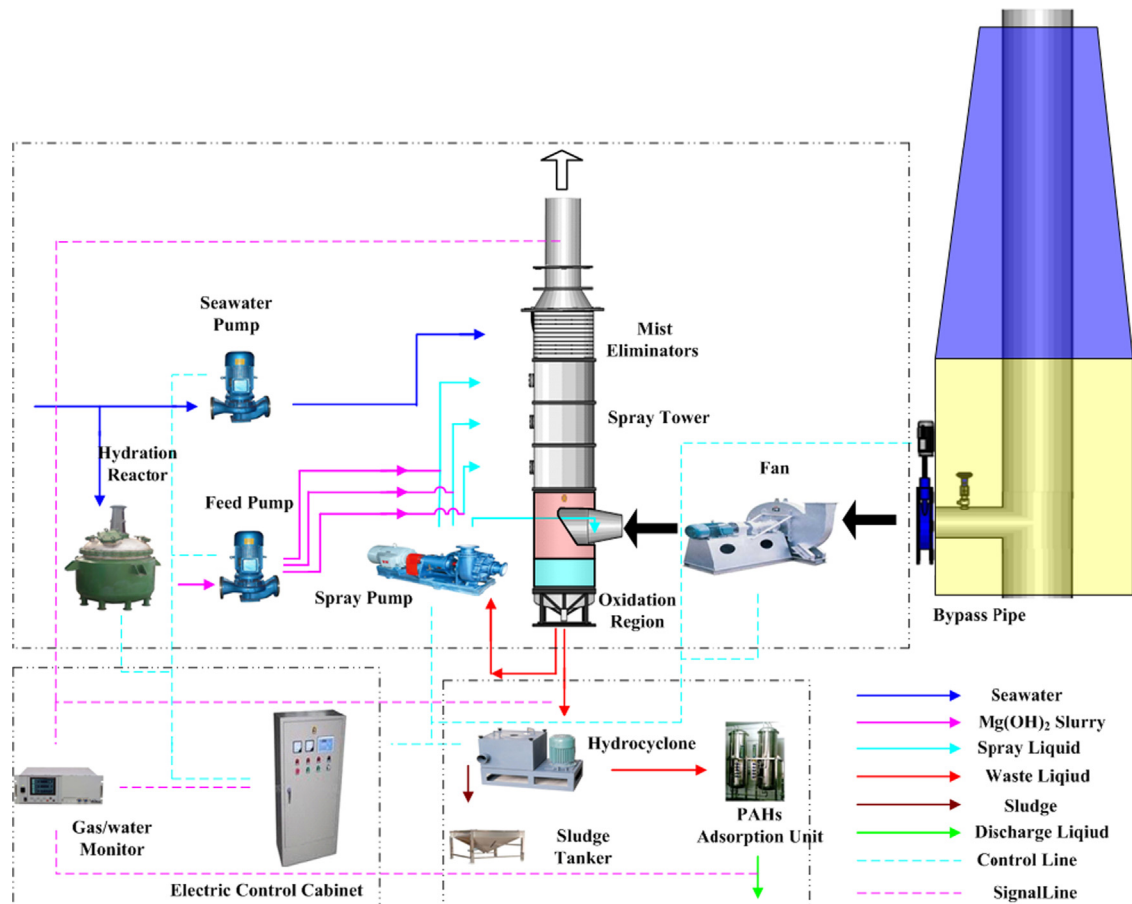 Seawater
Pump
Mist
Eliminators
Spray Tower
Hydration
Reactor
Feed Pump
Fan
Spray Pump
Oxidation
Region
Bypass Pipe
Hydrocyclone
Gas/water
Monitor
Electric Control Cabinet
Sludge
Tanker
PAHs
Adsorption Unit
Seawater
Mg(OH)₂ Slurry
Spray Liquid
Waste Liqiud
Sludge
Discharge Liqiud
Control Line
SignalLine